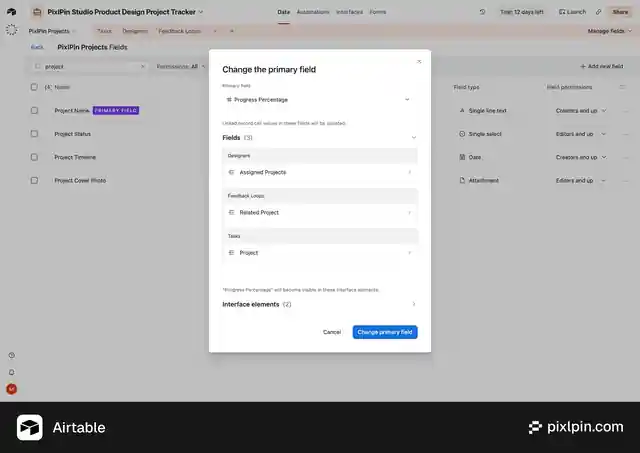 PixlPin Studio Product Design Project Tracker
Data Automations Interfaces Forms
Trial: 12 days left Launch Share
PixlPin Projects Tasks Designers Feedback Loops
Manage fields
Back PixlPin Projects Fields
project
Permissions: All
Add new field
(4) Name
Field type
Field permissions
Project Name PRIMARY FIELD
Single line text
Creators and up
Project Status
Single select
Editors and up
Project Timeline
Date
Creators and up
Project Cover Photo
Attachment
Editors and up
Change the primary field
Primary field
Progress Percentage
Linked record cell values in these fields will be updated.
Fields (3)
Designers
Assigned Projects
Feedback Loops
Related Project
Tasks
Project
"Progress Percentage" will become visible in these interface elements.
Interface elements (2)
Cancel Change primary field
Airtable
pixlpin.com